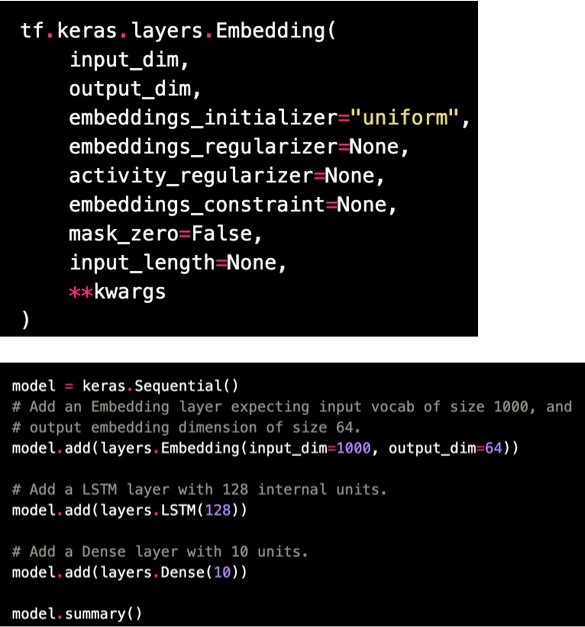 tf.keras.layers.Embedding(
    input_dim,
    output_dim,
    embeddings_initializer="uniform",
    embeddings_regularizer=None,
    activity_regularizer=None,
    embeddings_constraint=None,
    mask_zero=False,
    input_length=None,
    **kwargs
)
model = keras.Sequential()
# Add an Embedding layer expecting input vocab of size 1000, and
# output embedding dimension of size 64.
model.add(layers.Embedding(input_dim=1000, output_dim=64))
# Add a LSTM layer with 128 internal units.
model.add(layers.LSTM(128))
# Add a Dense layer with 10 units.
model.add(layers.Dense(10))
model.summary()